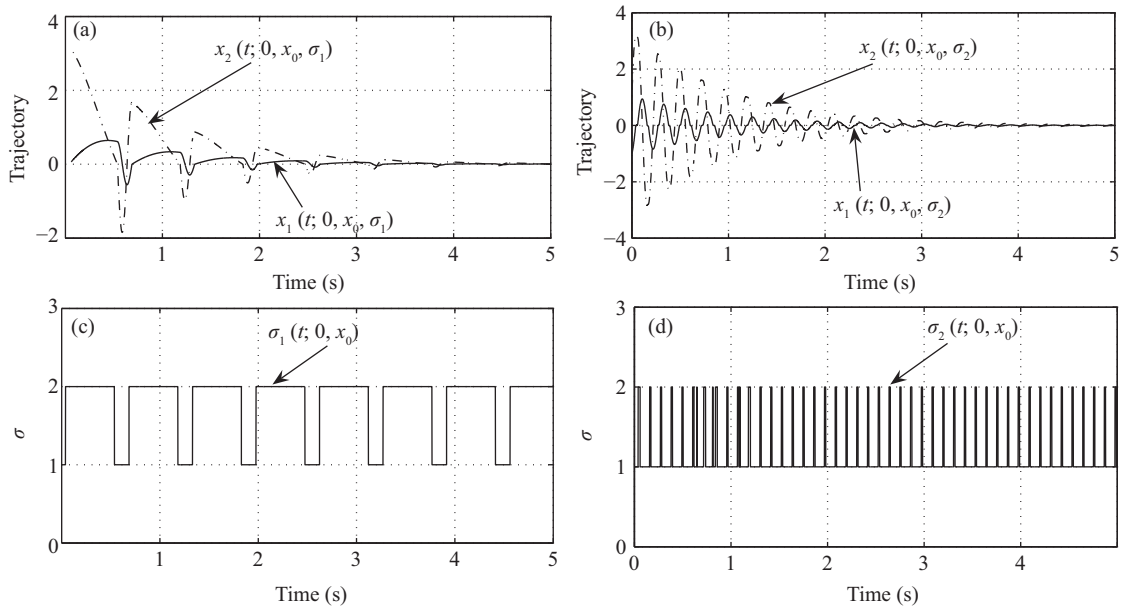 (a)
4
2
0
−2
Trajectory
x₂ (t; 0, x₀, σ₁)
x₁ (t; 0, x₀, σ₁)
1 2 3 4 5
Time (s)
(b)
4
2
0
−2
−4
Trajectory
x₂ (t; 0, x₀, σ₂)
x₁ (t; 0, x₀, σ₂)
0 1 2 3 4 5
Time (s)
(c)
3
2
1
0
σ
σ₁ (t; 0, x₀)
1 2 3 4 5
Time (s)
(d)
3
2
1
0
σ
σ₂ (t; 0, x₀)
0 1 2 3 4 5
Time (s)